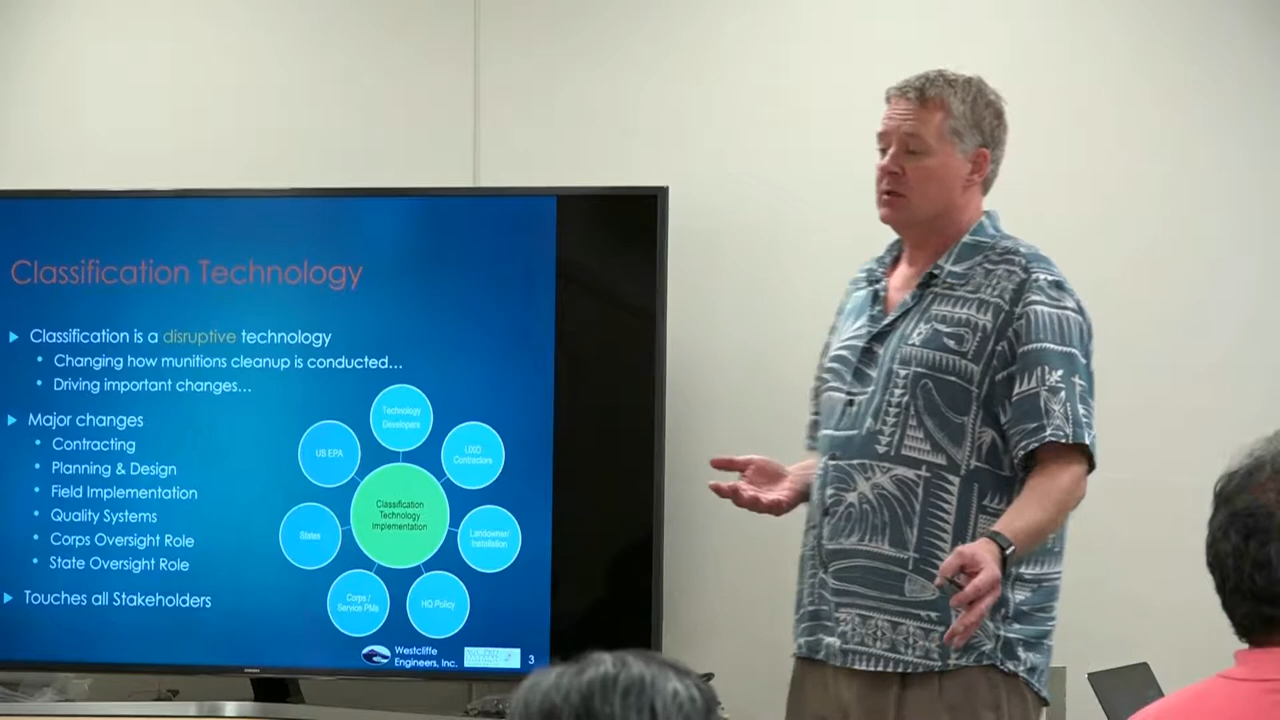 Classification Technology
Classification is a disruptive technology
Changing how munitions cleanup is conducted...
Driving important changes...
Major changes
Contracting
Planning & Design
Field Implementation
Quality Systems
Corps Oversight Role
State Oversight Role
Touches all Stakeholders
Technology
Developers
US EPA
UXO
Contractors
Classification
Technology
Implementation
States
Landowner/
Installation
Corps /
Service PMs
HQ Policy
Westcliffe
Engineers, Inc.
3